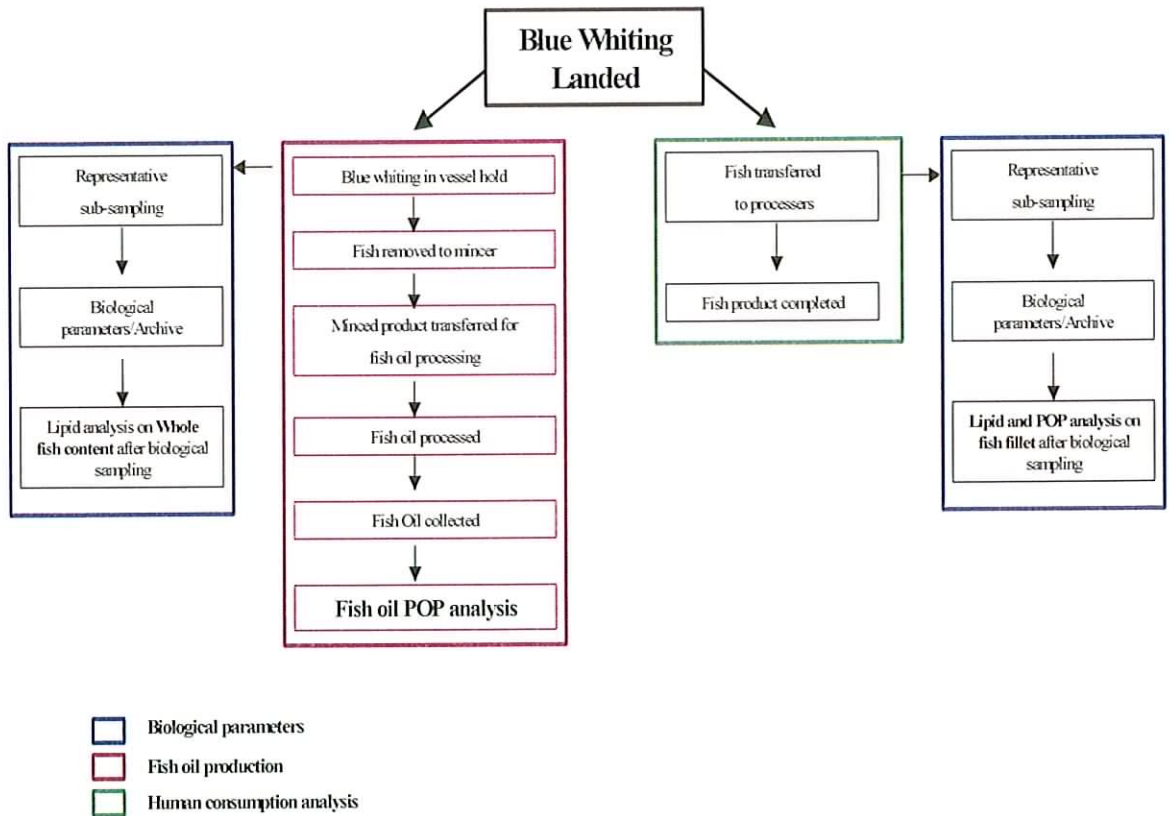 Blue Whiting
Landed
Representative
sub-sampling
Biological
parameters/Archive
Lipid analysis on Whole
fish content after biological
sampling
Blue whiting in vessel hold
Fish removed to mincer
Minced product transferred for
fish oil processing
Fish oil processed
Fish Oil collected
Fish oil POP analysis
Fish transferred
to processers
Fish product completed
Representative
sub-sampling
Biological
parameters/Archive
Lipid and POP analysis on
fish fillet after biological
sampling
Biological parameters
Fish oil production
Human consumption analysis